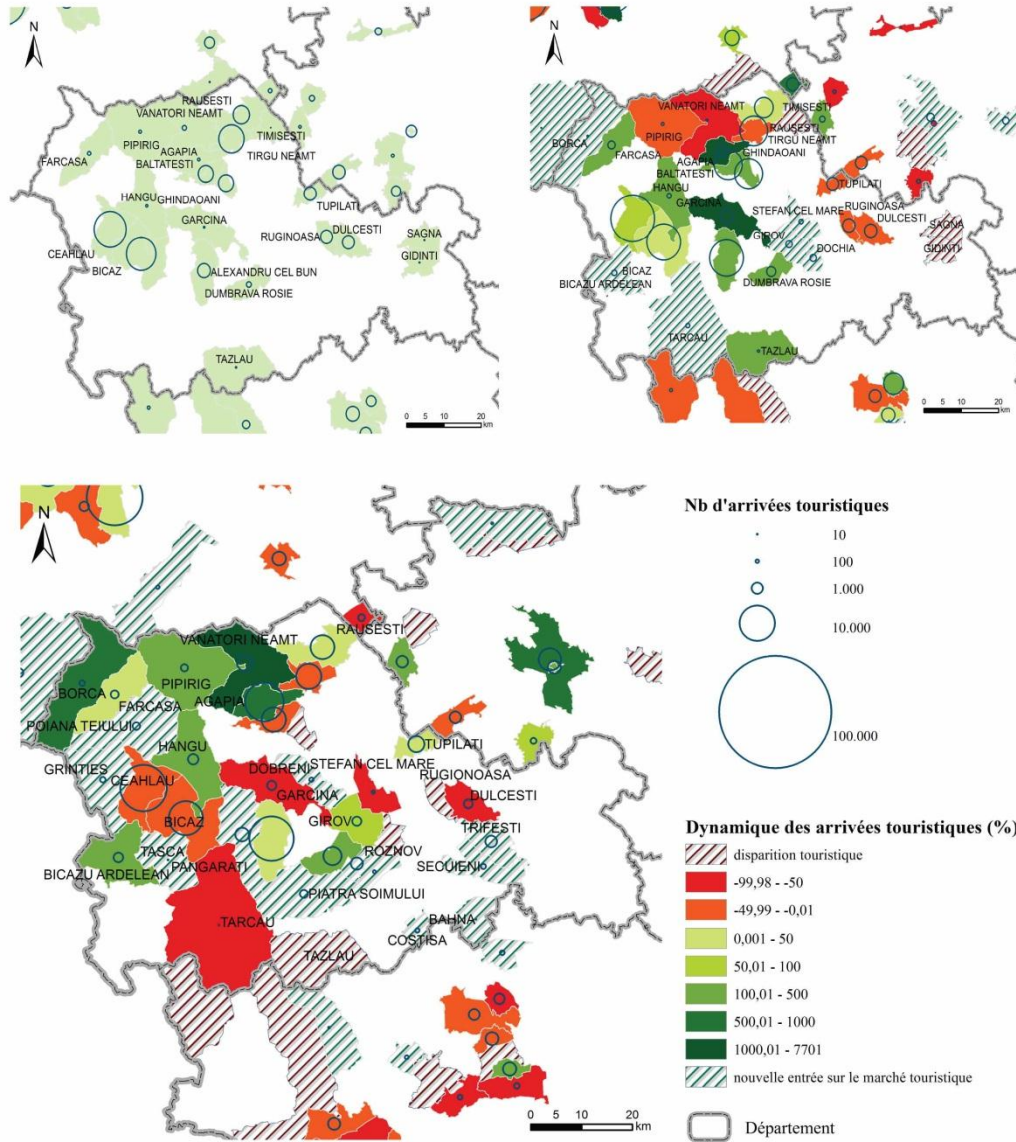 N
RAUSESTI
VANATORI NEAMT
PIPIRIG
TIMISESTI
FARCASA
AGAPIA
TIRGU NEAMT
BALTATESTI
HANGU
GHINDAOANI
TUPILATI
GARCINA
RUGINOASA
DULCESTI
SAGNA
CEAHLAU
GIDINTI
BICAZ
ALEXANDRU CEL BUN
DUMBRAVA ROSIE
TAZLAU
0 5 10 20
km
N
VANATORI NEAMT
TIMISESTI
PIPIRIG
RAUSESTI
BORCA
TIRGU NEAMT
FARCASA
GHINDAOANI
AGAPIA
BALTATESTI
TUPILATI
HANGU
GARCINA
STEFAN CEL MARE
RUGINOASA
DULCESTI
SAGNA
GIROV
DOCHIA
GIDINTI
BICAZ
BICAZU ARDELEAN
DUMBRAVA ROSIE
TARCAU
TAZLAU
0 5 10 20
km
N
RAUSESTI
VANATORI NEAMT
PIPIRIG
BORCA
AGAPIA
FARCASA
POIANA TEIULUI
TUPILATI
HANGU
GRINTIES
STEFAN CEL MARE
DOBRENI
CEAHLAU
RUGIONOASA
GARCINA
DULCESTI
BICAZ
GIROV
TRIFESTI
TASCA
ROZNOV
PANGARATI
SECUIENI
BICAZU ARDELEAN
PIATRA SOIMULUI
TARCAU
BAHNA
COSTISA
TAZLAU
0 5 10 20
km
Nb d'arrivées touristiques
10
100
1.000
10.000
100.000
Dynamique des arrivées touristiques (%)
disparition touristique
-99,98 - -50
-49,99 - -0,01
0,001 - 50
50,01 - 100
100,01 - 500
500,01 - 1000
1000,01 - 7701
nouvelle entrée sur le marché touristique
Département